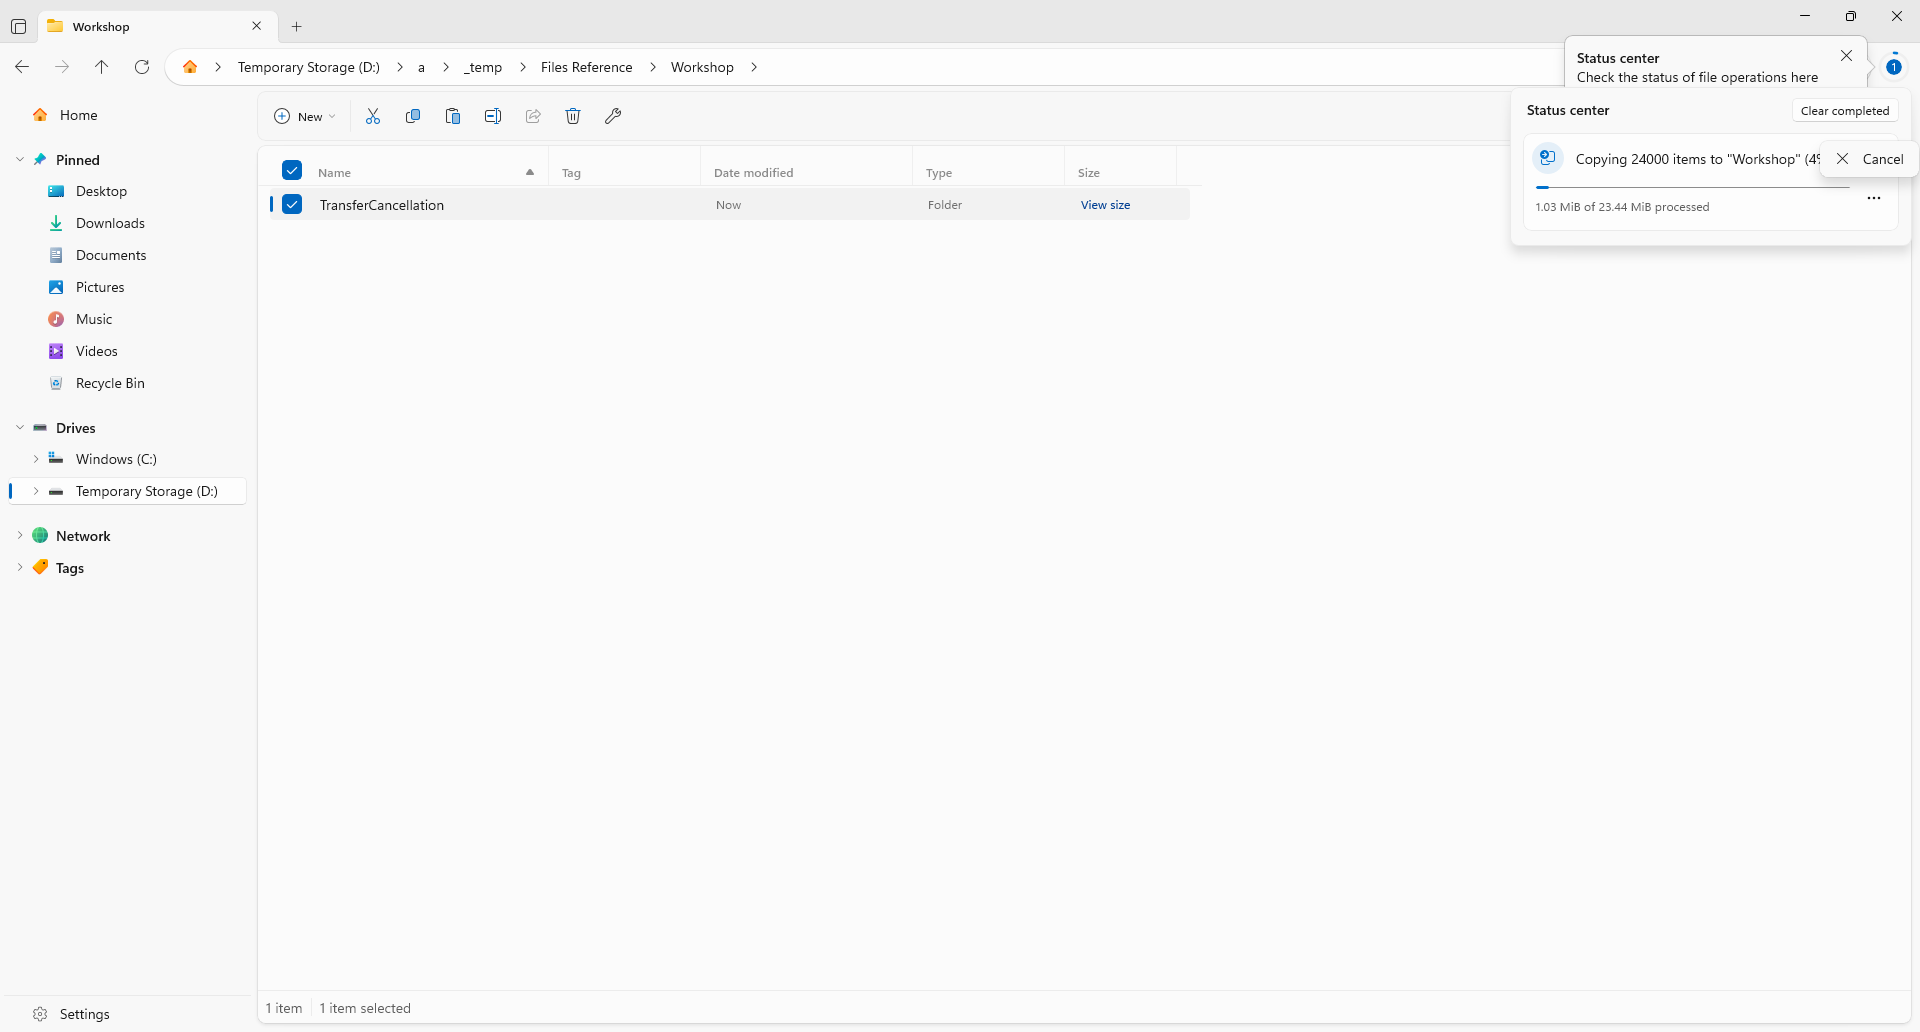 Workshop
Temporary Storage (D:)
a
_temp
Files Reference
Workshop
Status center
Check the status of file operations here
1
Home
Pinned
Desktop
Downloads
Documents
Pictures
Music
Videos
Recycle Bin
Drives
Windows (C:)
Temporary Storage (D:)
Network
Tags
Settings
New
Name
Tag
Date modified
Type
Size
TransferCancellation
Now
Folder
View size
Status center
Clear completed
Copying 24000 items to "Workshop" (4%
Cancel
1.03 MiB of 23.44 MiB processed
1 item
1 item selected